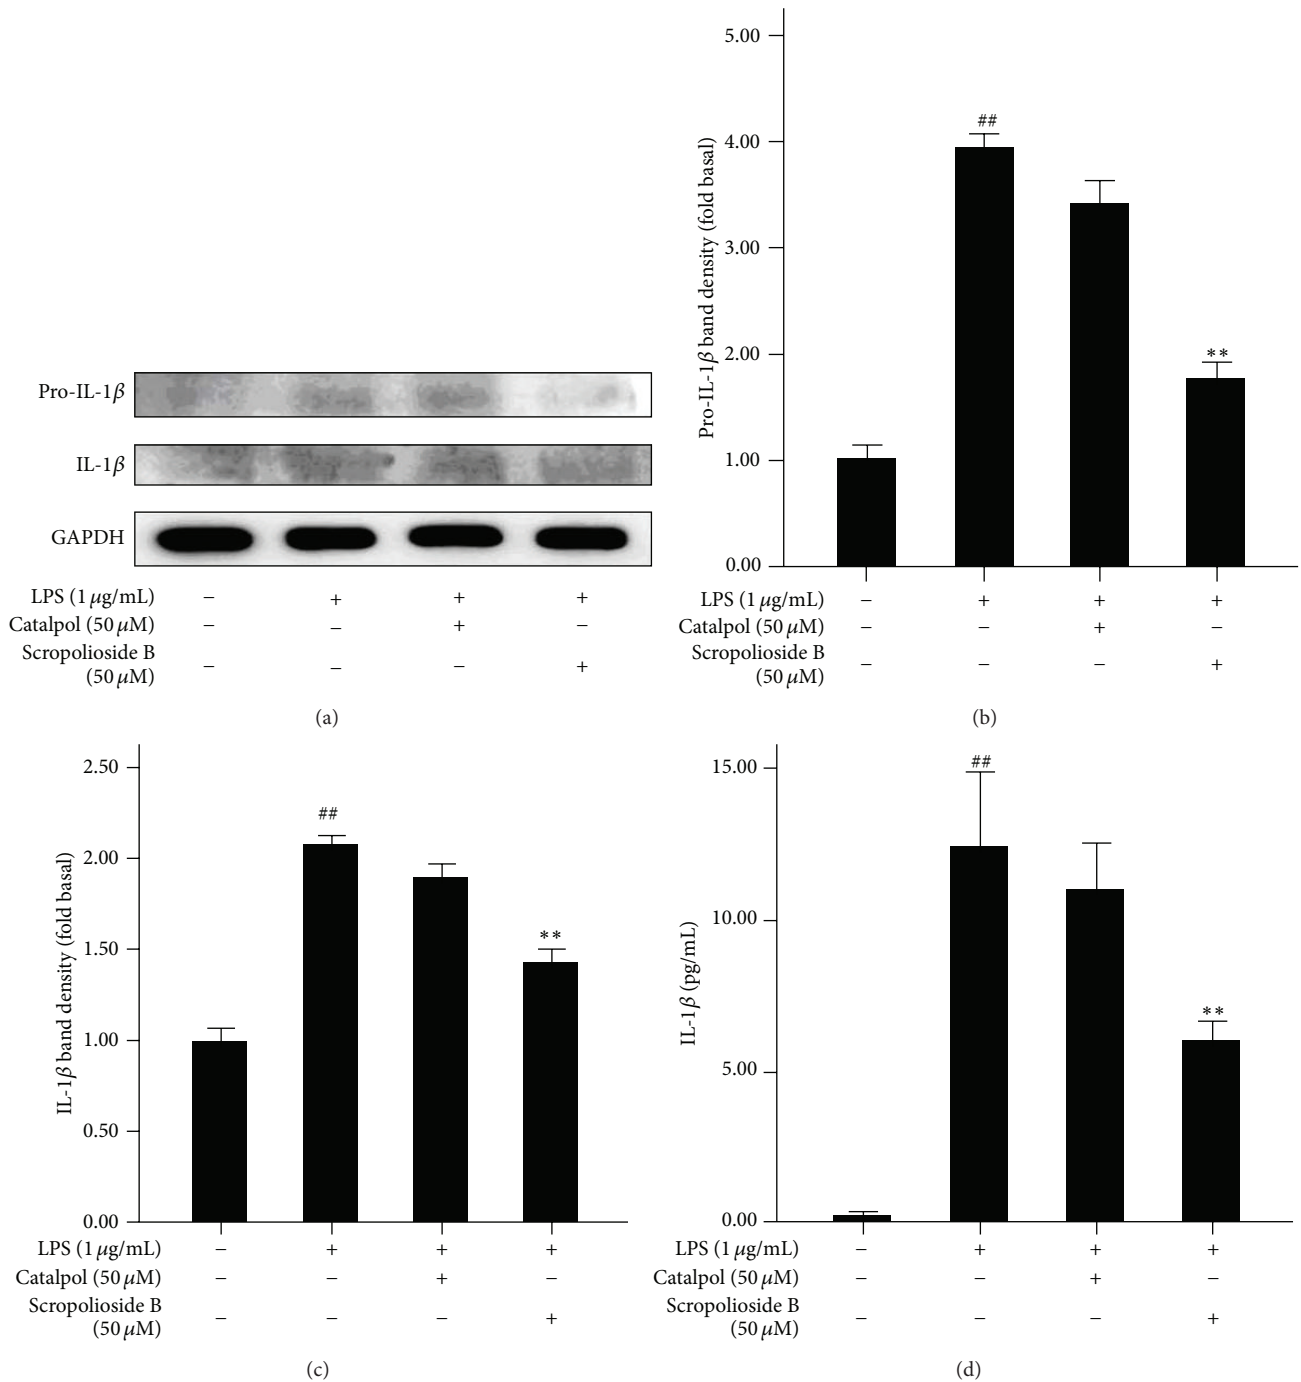 Pro-IL-1β
IL-1β
GAPDH
LPS (1 μg/mL) − + + +
Catalpol (50 μM) − − + −
Scropolioside B
(50 μM) − − − +
(a)
5.00
4.00
3.00
2.00
1.00
0.00
Pro-IL-1β band density (fold basal)
##
**
LPS (1 μg/mL) − + + +
Catalpol (50 μM) − − + −
Scropolioside B
(50 μM) − − − +
(b)
2.50
2.00
1.50
1.00
0.50
0.00
IL-1β band density (fold basal)
##
**
LPS (1 μg/mL) − + + +
Catalpol (50 μM) − − + −
Scropolioside B
(50 μM) − − − +
(c)
15.00
10.00
5.00
0.00
IL-1β (pg/mL)
##
**
LPS (1 μg/mL) − + + +
Catalpol (50 μM) − − + −
Scropolioside B
(50 μM) − − − +
(d)